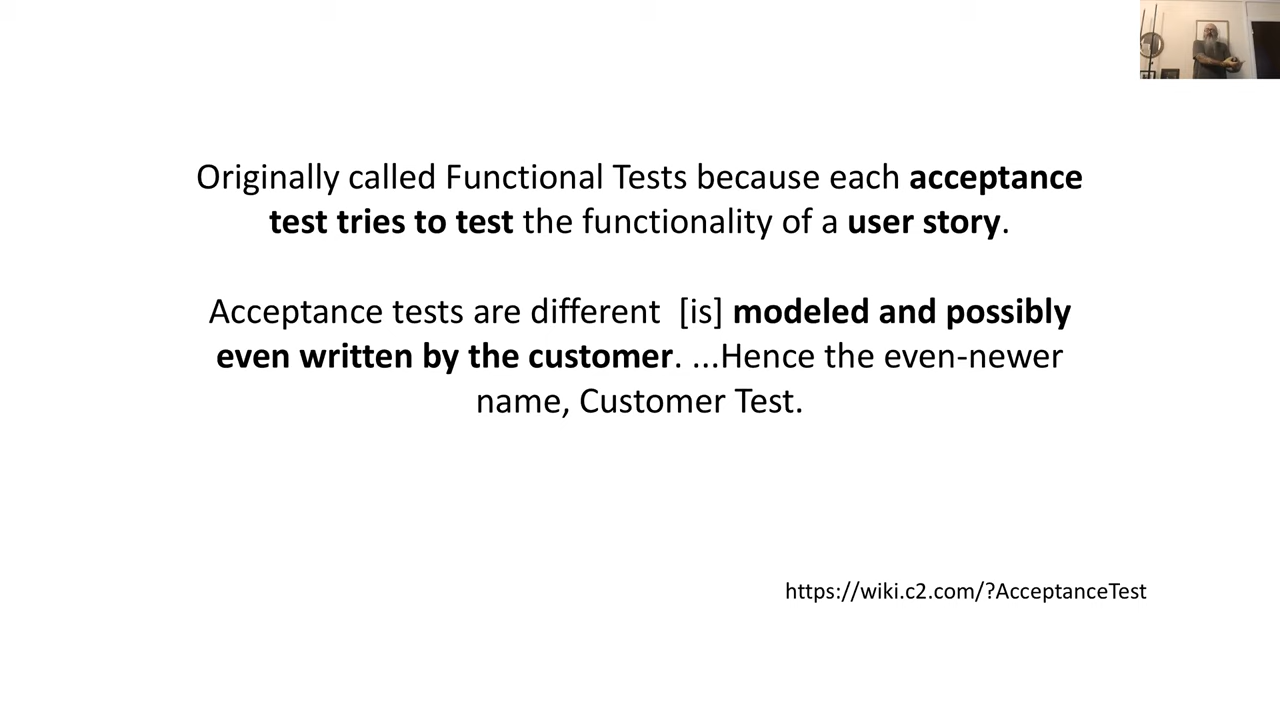 Originally called Functional Tests because each acceptance
test tries to test the functionality of a user story.
Acceptance tests are different  [is] modeled and possibly
even written by the customer. ...Hence the even-newer
name, Customer Test.
https://wiki.c2.com/?AcceptanceTest